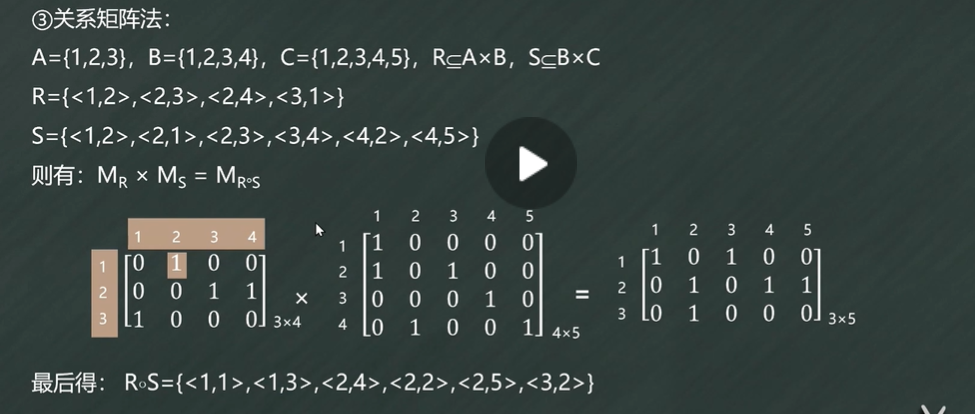 ③关系矩阵法：
A={1,2,3}，B={1,2,3,4}，C={1,2,3,4,5}，R⊆A×B，S⊆B×C
R={<1,2>,<2,3>,<2,4>,<3,1>}
S={<1,2>,<2,1>,<2,3>,<3,4>,<4,2>,<4,5>}
则有：M_R × M_S = M_R∘S
1 2 3 4
1 [0 1 0 0]
2 [0 0 1 1]
3 [1 0 0 0] 3×4
×
1 2 3 4 5
1 [1 0 0 0 0]
2 [1 0 1 0 0]
3 [0 0 0 1 0]
4 [0 1 0 0 1] 4×5
=
1 2 3 4 5
1 [1 0 1 0 0]
2 [0 1 0 1 1]
3 [0 1 0 0 0] 3×5
最后得： R∘S={<1,1>,<1,3>,<2,4>,<2,2>,<2,5>,<3,2>}